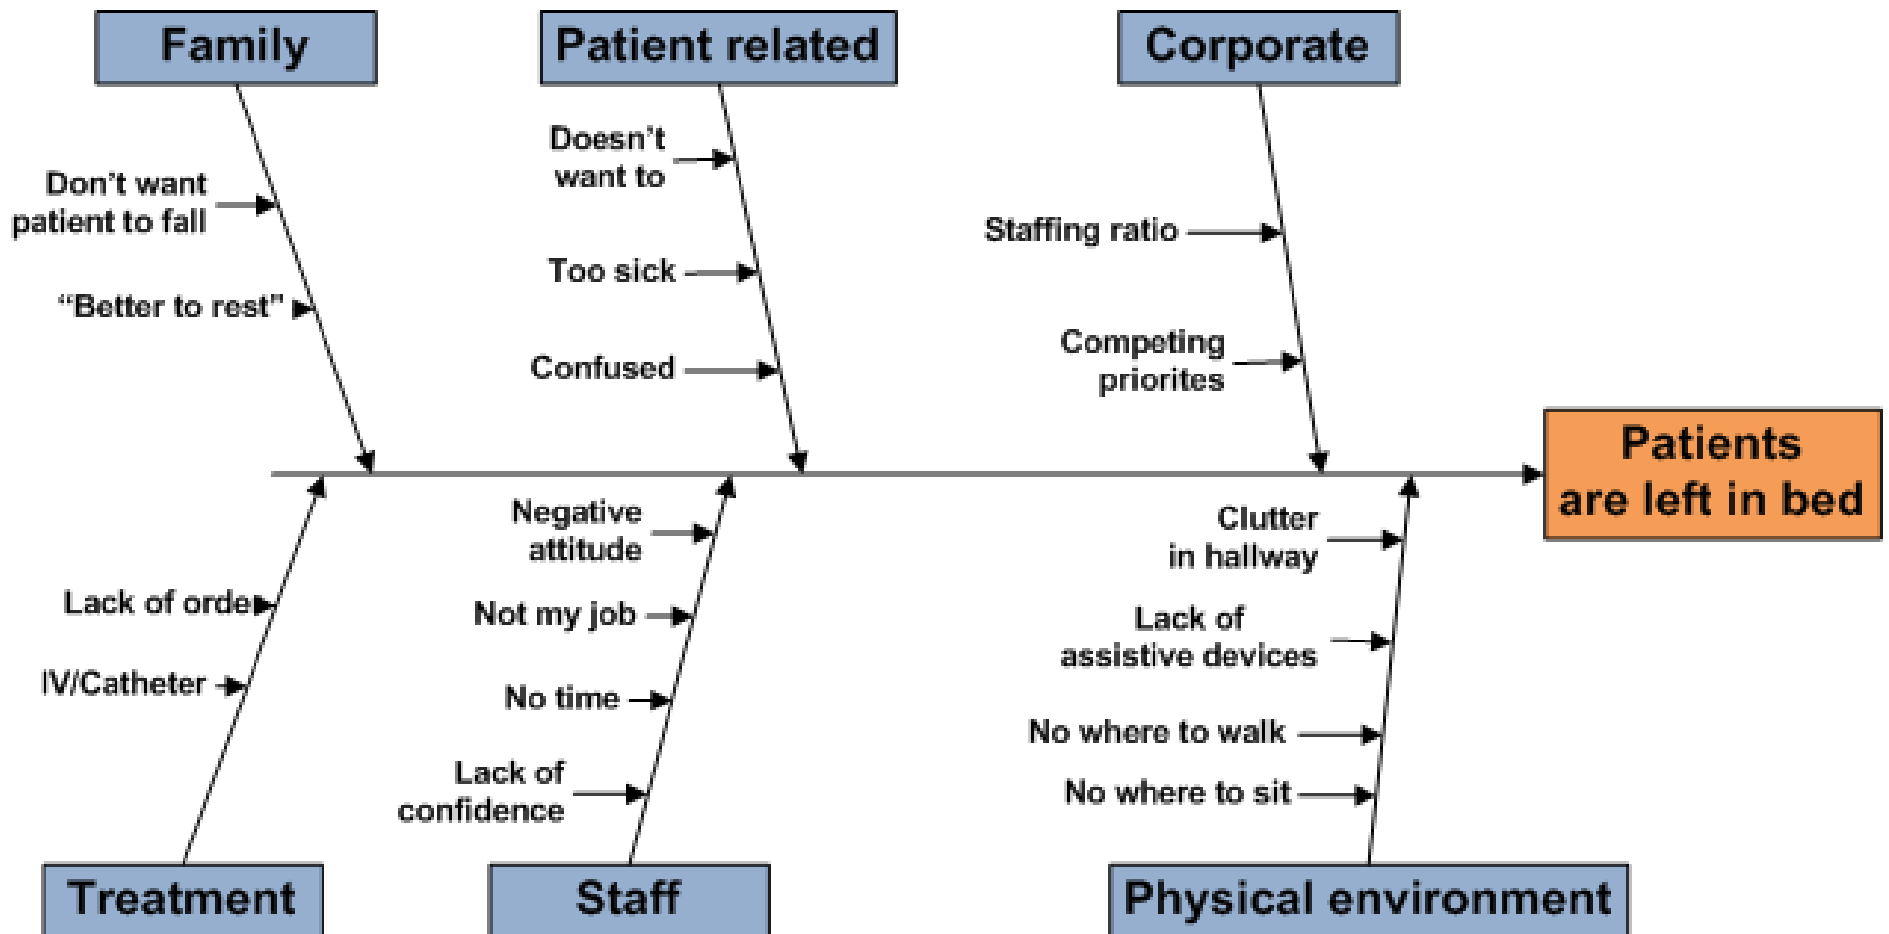 Family
Patient related
Corporate
Doesn't
want to
Don't want
patient to fall
Staffing ratio
Too sick
"Better to rest"
Competing
priorites
Confused
Patients
are left in bed
Negative
attitude
Clutter
in hallway
Lack of orde
Not my job
Lack of
assistive devices
IV/Catheter
No time
No where to walk
Lack of
confidence
No where to sit
Treatment
Staff
Physical environment